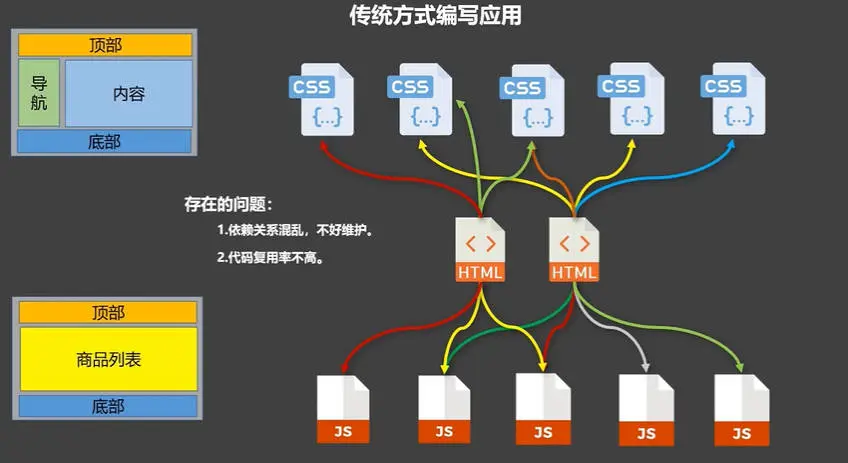 传统方式编写应用
顶部
导航
内容
底部
CSS
{...}
CSS
{...}
CSS
{...}
CSS
{...}
CSS
{...}
存在的问题：
1.依赖关系混乱，不好维护。
2.代码复用率不高。
< >
HTML
< >
HTML
顶部
商品列表
底部
JS
JS
JS
JS
JS